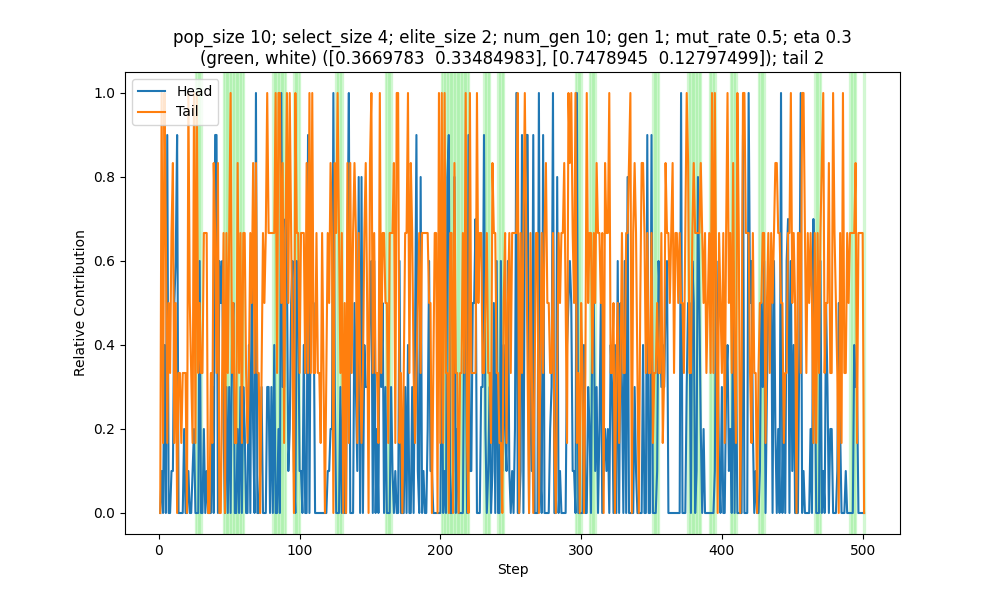 pop_size 10; select_size 4; elite_size 2; num_gen 10; gen 1; mut_rate 0.5; eta 0.3
(green, white) ([0.3669783  0.33484983], [0.7478945  0.12797499]); tail 2
Head
Tail
Relative Contribution
1.0
0.8
0.6
0.4
0.2
0.0
0
100
200
300
400
500
Step